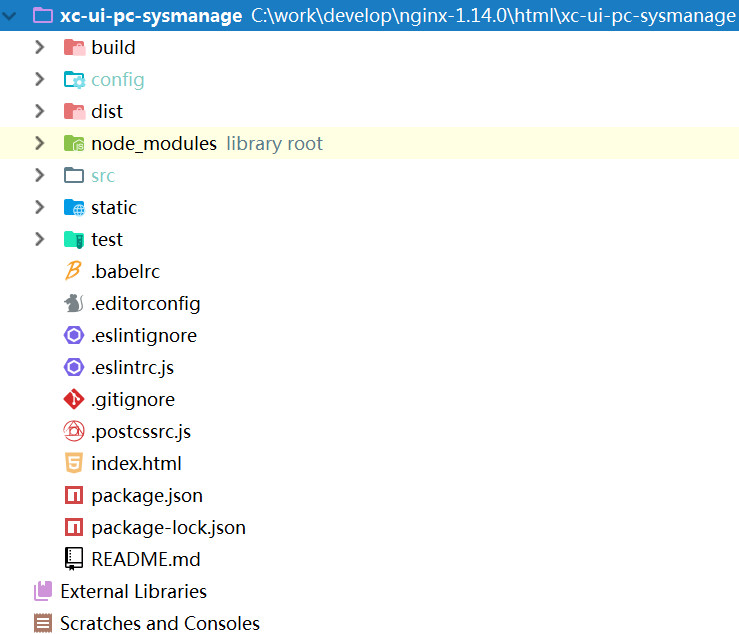 xc-ui-pc-sysmanage C:\work\develop\nginx-1.14.0\html\xc-ui-pc-sysmanage
build
config
dist
node_modules library root
src
static
test
.babelrc
.editorconfig
.eslintignore
.eslintrc.js
.gitignore
.postcssrc.js
index.html
package.json
package-lock.json
README.md
External Libraries
Scratches and Consoles